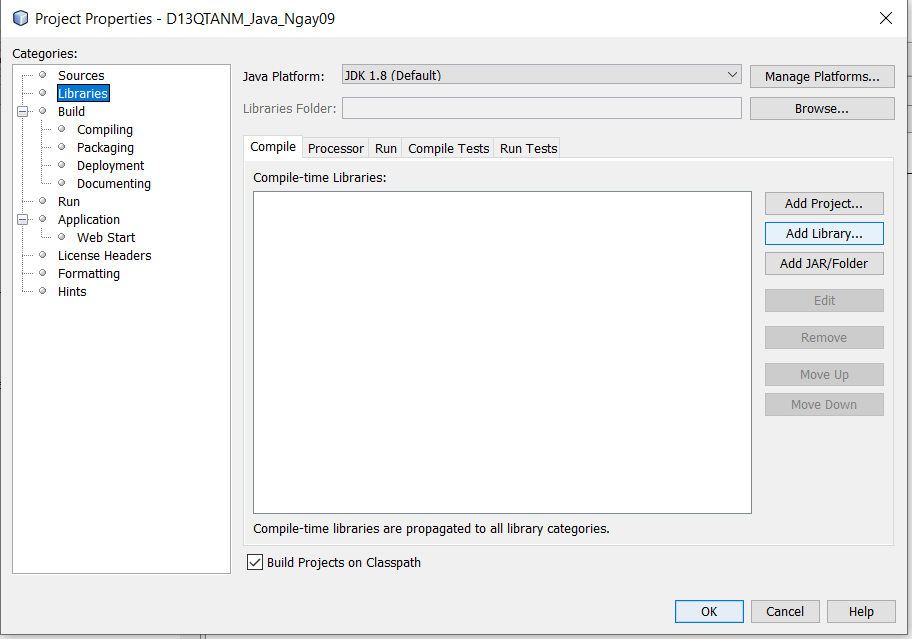 Project Properties - D13QTANM_Java_Ngay09
Categories:
Sources
Libraries
Build
Compiling
Packaging
Deployment
Documenting
Run
Application
Web Start
License Headers
Formatting
Hints
Java Platform: JDK 1.8 (Default) Manage Platforms...
Libraries Folder: Browse...
Compile Processor Run Compile Tests Run Tests
Compile-time Libraries:
Add Project...
Add Library...
Add JAR/Folder
Edit
Remove
Move Up
Move Down
Compile-time libraries are propagated to all library categories.
Build Projects on Classpath
OK Cancel Help